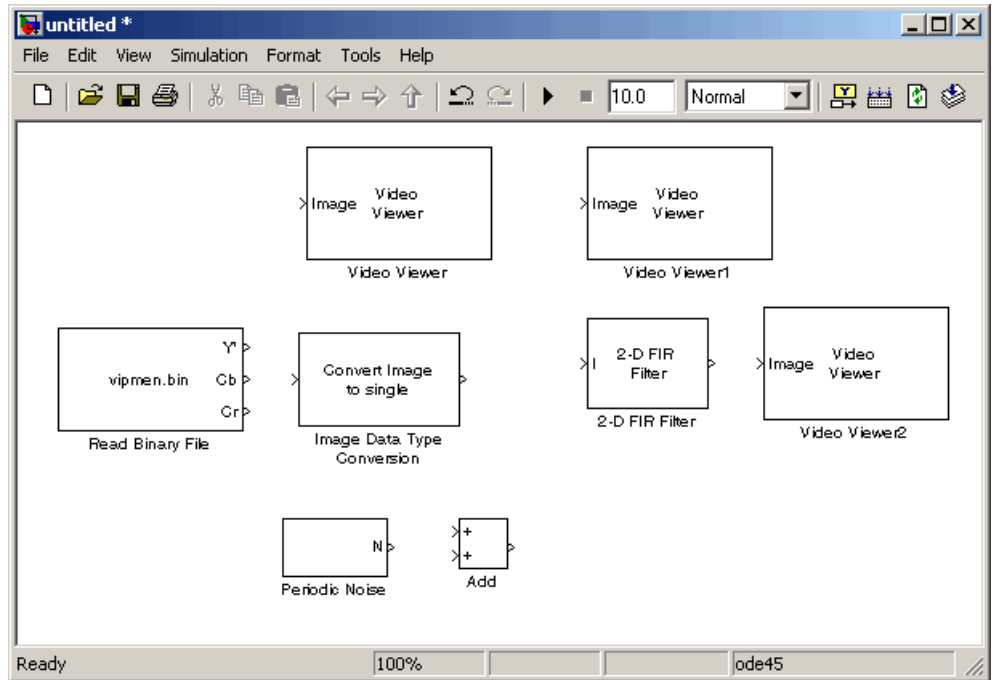 untitled *
File Edit View Simulation Format Tools Help
10.0 Normal
Image Video Viewer
Video Viewer
Image Video Viewer
Video Viewer1
vipmen.bin Y' Cb Cr
Read Binary File
Convert Image to single
Image Data Type Conversion
I 2-D FIR Filter
2-D FIR Filter
Image Video Viewer
Video Viewer2
N
Periodic Noise
+
+
Add
Ready 100% ode45